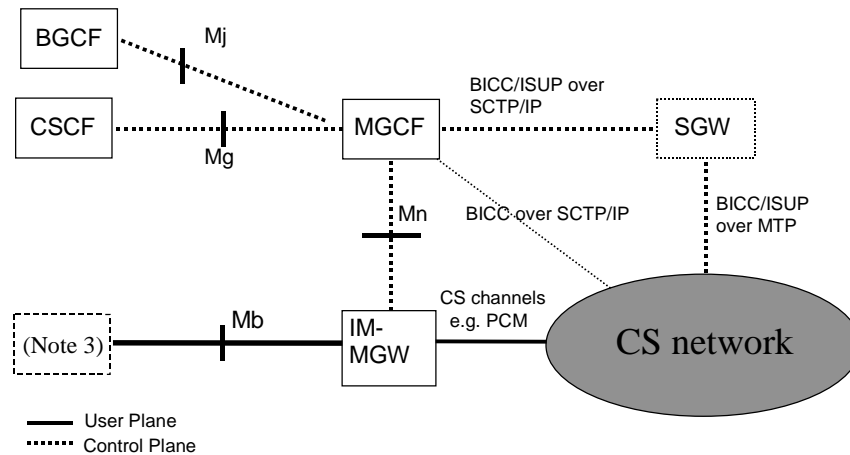 BGCF
Mj
BICC/ISUP over
SCTP/IP
CSCF
Mg
MGCF
SGW
Mn
BICC over SCTP/IP
BICC/ISUP
over MTP
(Note 3)
Mb
IM-
MGW
CS channels
e.g. PCM
CS network
User Plane
Control Plane